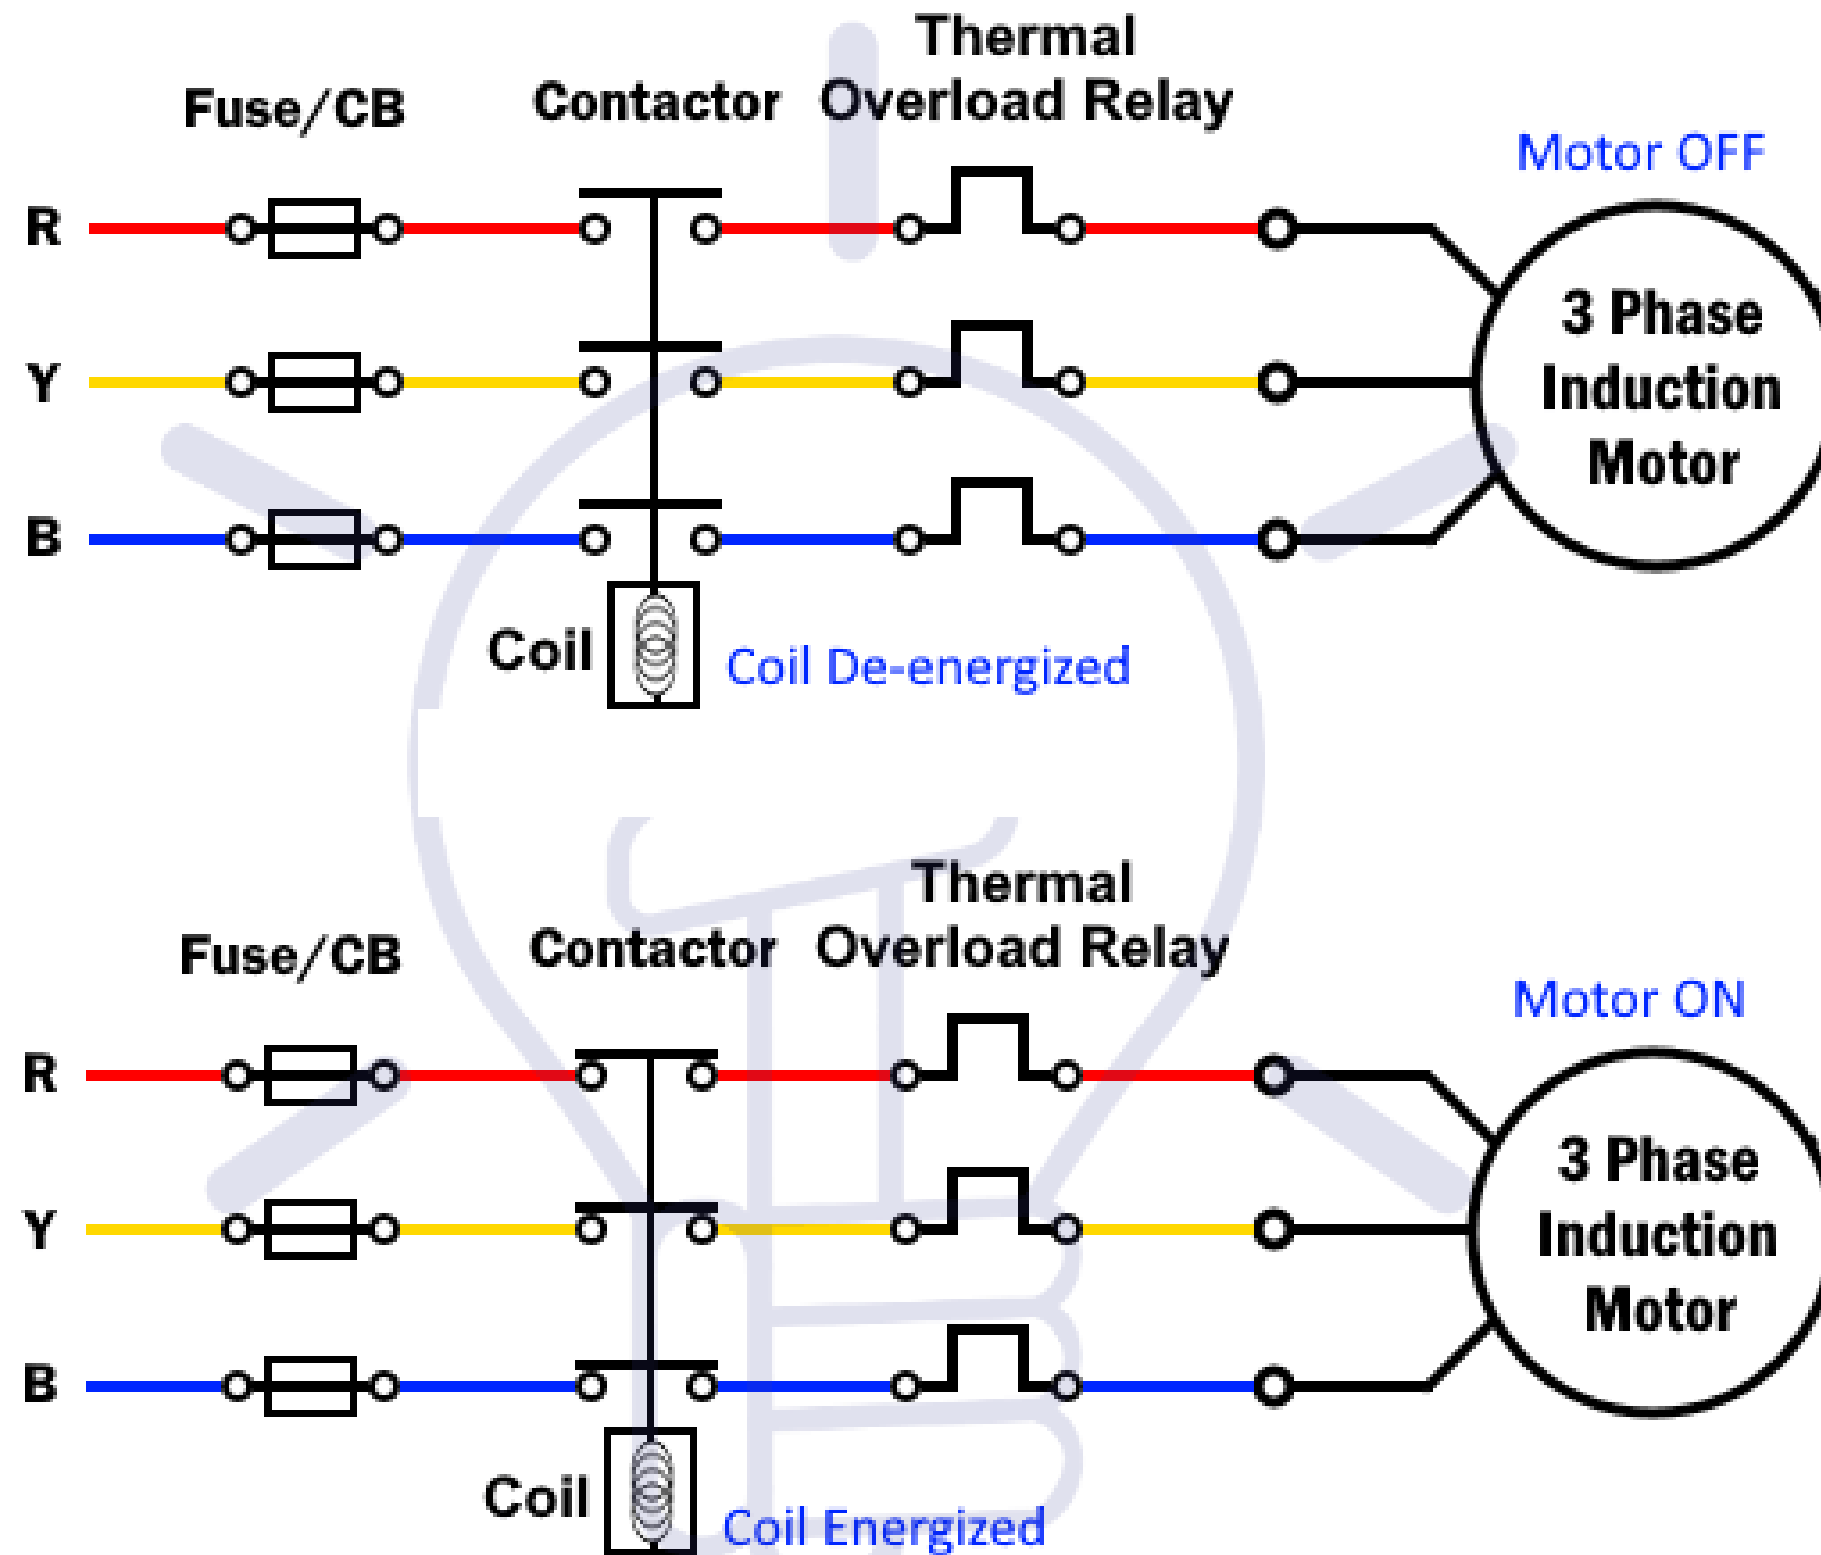 Thermal
Fuse/CB Contactor Overload Relay
Motor OFF
R
3 Phase
Y
Induction
Motor
B
Coil
Coil De-energized
Thermal
Fuse/CB Contactor Overload Relay
Motor ON
R
3 Phase
Y
Induction
Motor
B
Coil
Coil Energized